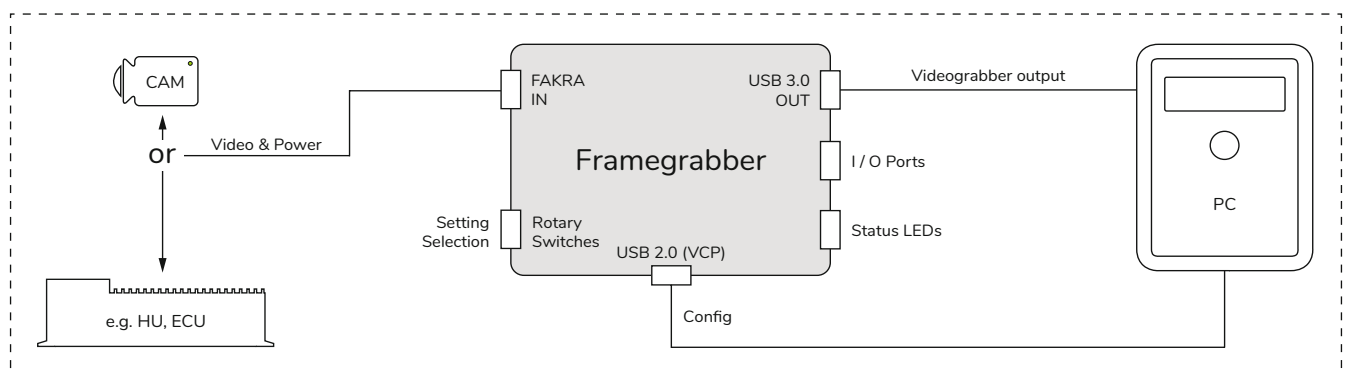 CAM
or
Video & Power
e.g. HU, ECU
FAKRA
IN
USB 3.0
OUT
Framegrabber
I / O Ports
Setting
Selection
Rotary
Switches
Status LEDs
USB 2.0 (VCP)
Config
Videograbber output
PC